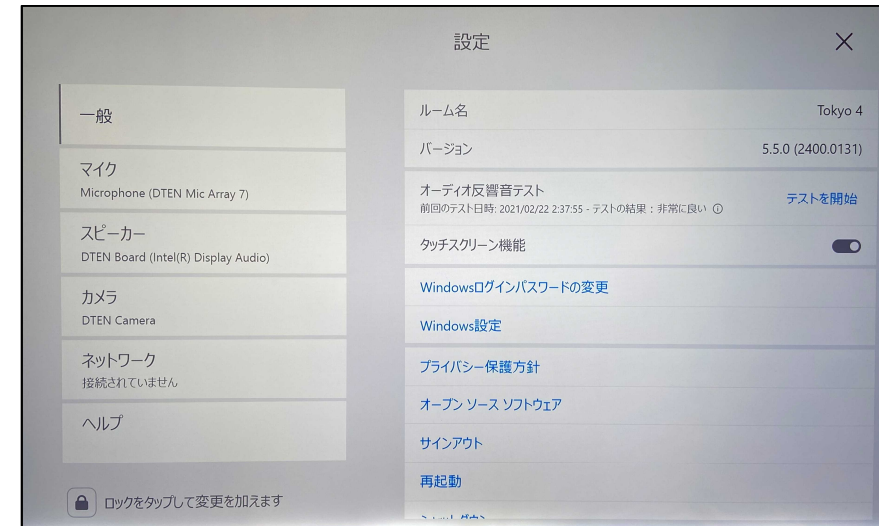 設定
一般
マイク
Microphone (DTEN Mic Array 7)
スピーカー
DTEN Board (Intel(R) Display Audio)
カメラ
DTEN Camera
ネットワーク
接続されていません
ヘルプ
ロックをタップして変更を加えます
ルーム名 Tokyo 4
バージョン 5.5.0 (2400.0131)
オーディオ反響音テスト
前回のテスト日時: 2021/02/22 2:37:55 - テストの結果 : 非常に良い
テストを開始
タッチスクリーン機能
Windowsログインパスワードの変更
Windows設定
プライバシー保護方針
オープン ソース ソフトウェア
サインアウト
再起動